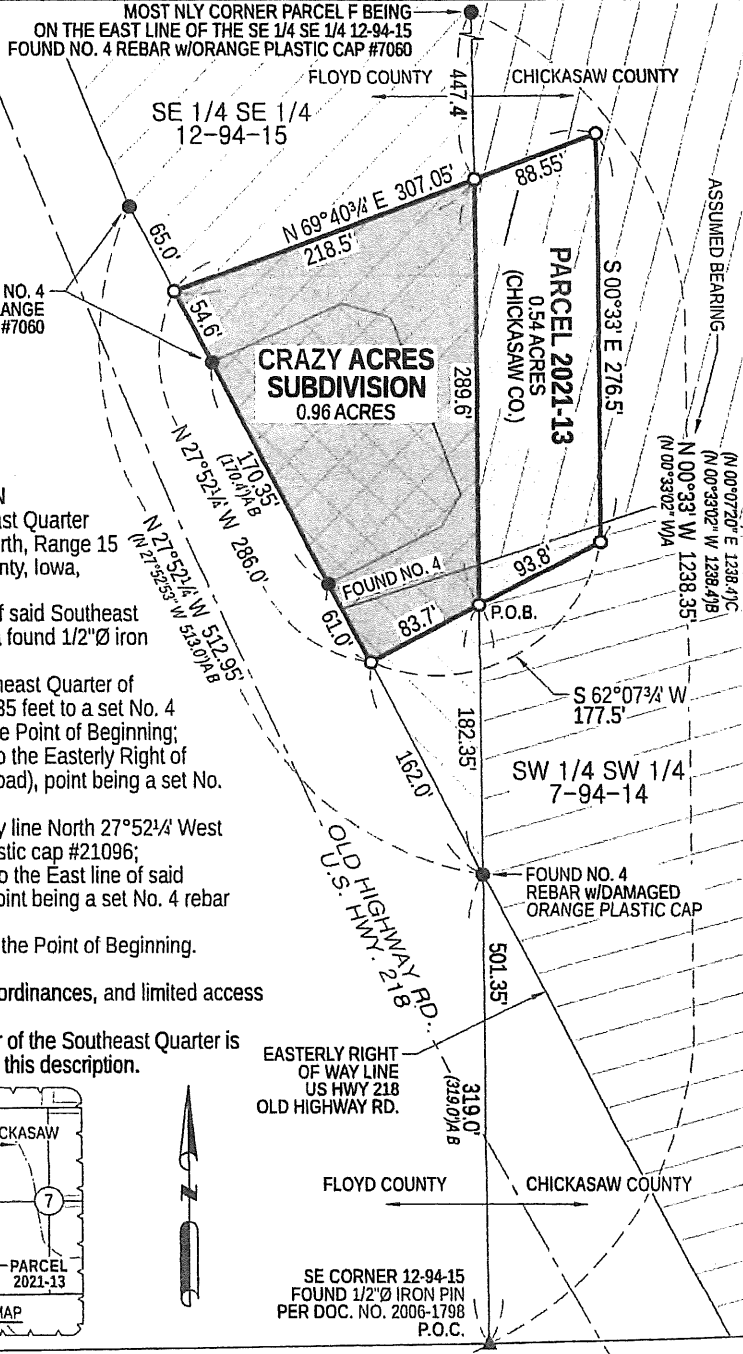 MOST NLY CORNER PARCEL F BEING
ON THE EAST LINE OF THE SE 1/4 SE 1/4 12-94-15
FOUND NO. 4 REBAR w/ORANGE PLASTIC CAP #7060
FLOYD COUNTY
CHICKASAW COUNTY
447.4'
SE 1/4 SE 1/4
12-94-15
N 69°40¾' E 307.05'
218.5'
88.55'
65.0'
NO. 4
ANGE
#7060
54.6'
CRAZY ACRES
SUBDIVISION
0.96 ACRES
289.6'
PARCEL 2021-13
0.54 ACRES
(CHICKASAW CO.)
S 00°33' E 276.5'
ASSUMED BEARING
(N 00°07'20" E 1238.4')C
(N 00°33'02" W 1238.4')B
N 00°33' W 1238.35'
(N 00°33'02" W)A
170.35'
(170.4')A B
N 27°52¼' W 286.0'
N 27°52¼' W 512.95'
(N 27°52'53" W 513.0')A B
FOUND NO. 4
61.0'
83.7'
93.8'
P.O.B.
N
ast Quarter
rth, Range 15
nty, Iowa,
of said Southeast
a found 1/2"Ø iron
heast Quarter of
35 feet to a set No. 4
e Point of Beginning;
o the Easterly Right of
oad), point being a set No.
y line North 27°52¼' West
stic cap #21096;
o the East line of said
oint being a set No. 4 rebar
the Point of Beginning.
ordinances, and limited access
r of the Southeast Quarter is
this description.
S 62°07¾' W
177.5'
182.35'
162.0'
SW 1/4 SW 1/4
7-94-14
OLD HIGHWAY RD.
U.S. HWY. 218
FOUND NO. 4
REBAR w/DAMAGED
ORANGE PLASTIC CAP
501.35'
EASTERLY RIGHT
OF WAY LINE
US HWY 218
OLD HIGHWAY RD.
319.0'
(319.0')A B
FLOYD COUNTY
CHICKASAW COUNTY
CKASAW
7
PARCEL
2021-13
MAP
N
SE CORNER 12-94-15
FOUND 1/2"Ø IRON PIN
PER DOC. NO. 2006-1798
P.O.C.